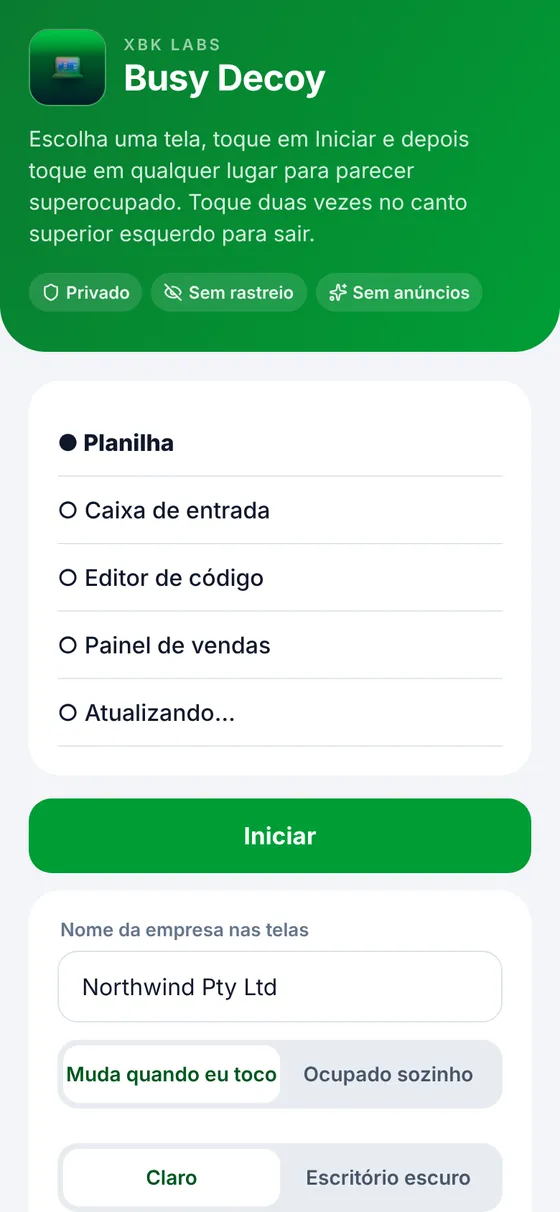 XBK LABS
Busy Decoy
Escolha uma tela, toque em Iniciar e depois
toque em qualquer lugar para parecer
superocupado. Toque duas vezes no canto
superior esquerdo para sair.
Privado
Sem rastreio
Sem anúncios
Planilha
Caixa de entrada
Editor de código
Painel de vendas
Atualizando...
Iniciar
Nome da empresa nas telas
Northwind Pty Ltd
Muda quando eu toco
Ocupado sozinho
Claro
Escritório escuro